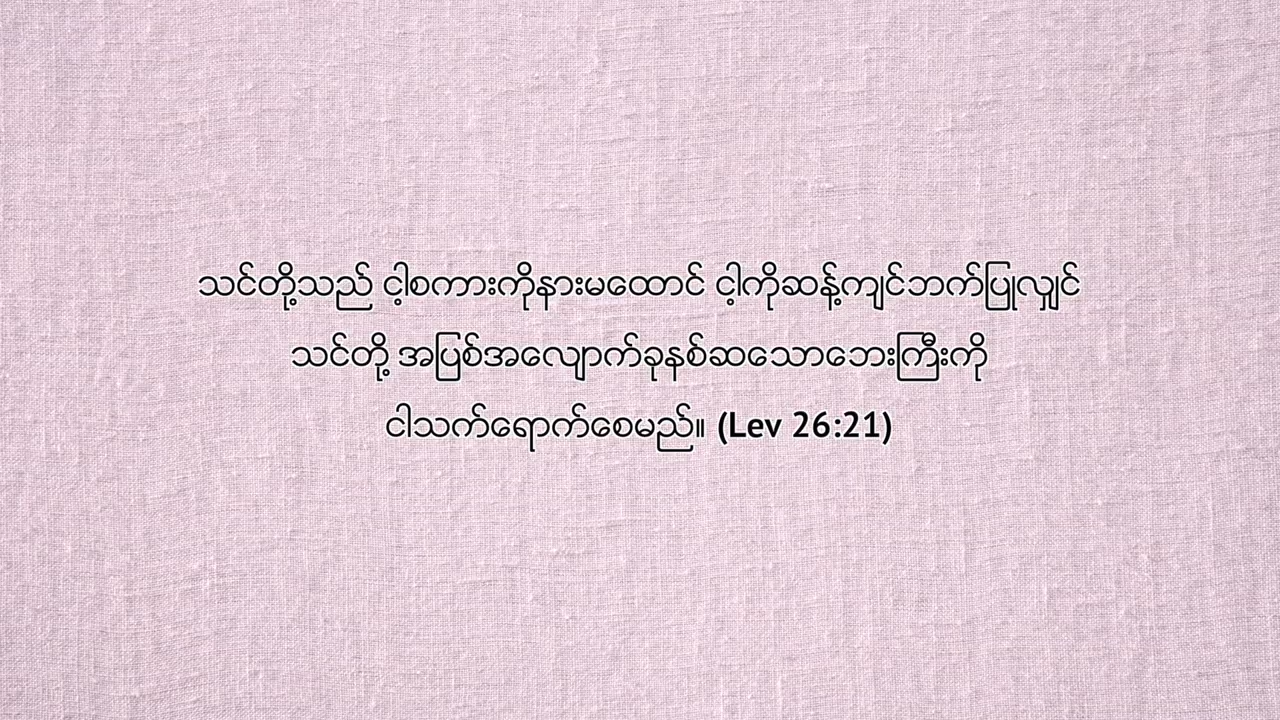 သင်တို့သည် ငါ့စကားကိုနားမထောင် ငါ့ကိုဆန့်ကျင်ဘက်ပြုလျှင်
သင်တို့ အပြစ်အလျောက်ခုနစ်ဆသောဘေးကြီးကို
ငါသက်ရောက်စေမည်။ (Lev 26:21)